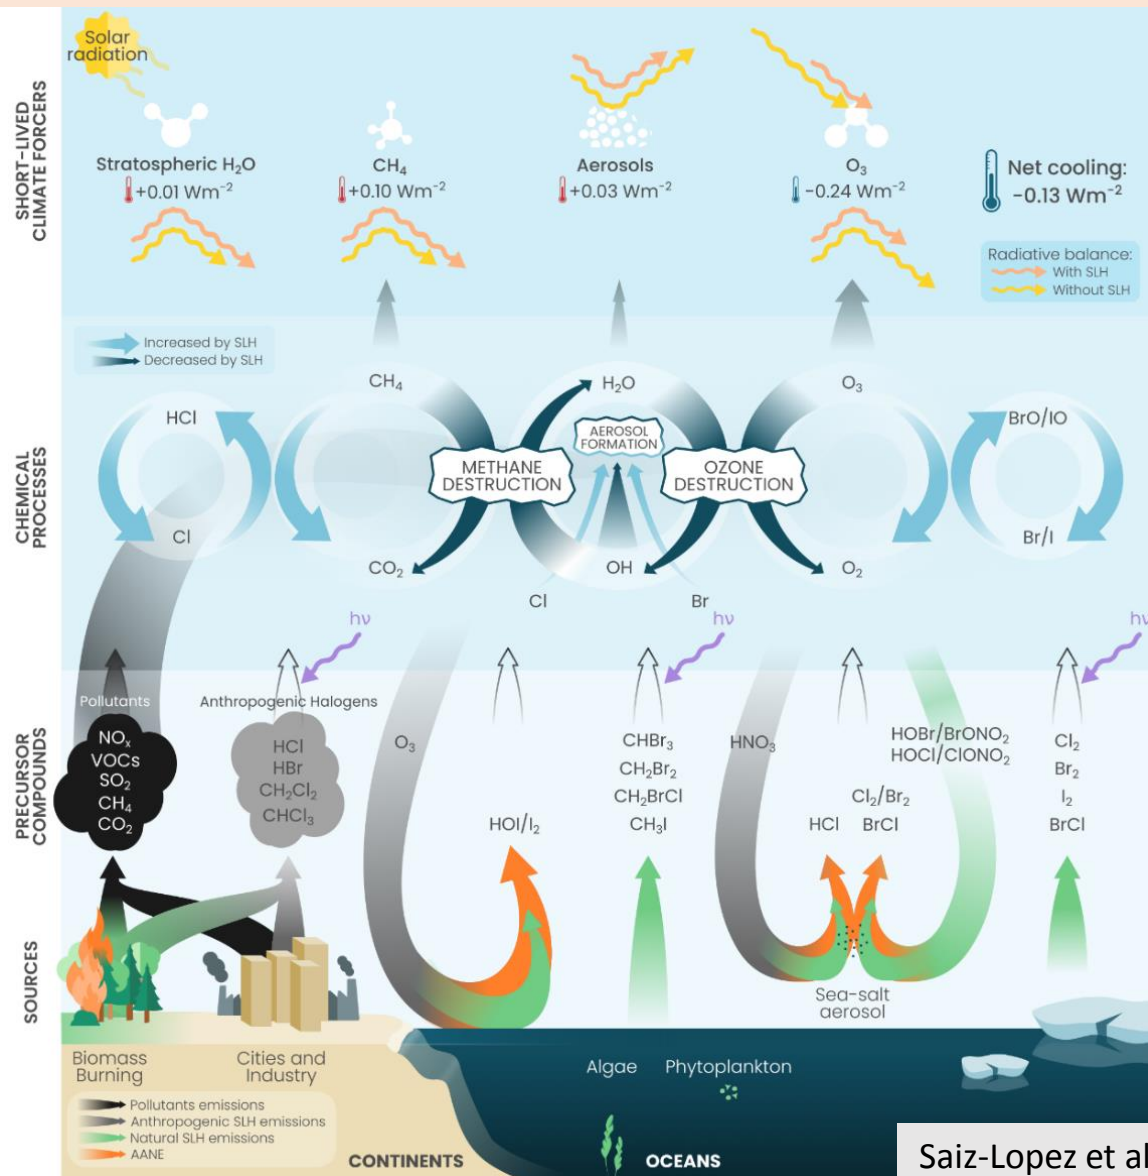 Solar
radiation
SHORT-LIVED
CLIMATE FORCERS
Stratospheric H₂O
+0.01 Wm⁻²
CH₄
+0.10 Wm⁻²
Aerosols
+0.03 Wm⁻²
O₃
−0.24 Wm⁻²
Net cooling:
−0.13 Wm⁻²
Radiative balance:
With SLH
Without SLH
Increased by SLH
Decreased by SLH
CHEMICAL
PROCESSES
HCl
Cl
CH₄
CO₂
METHANE
DESTRUCTION
H₂O
AEROSOL
FORMATION
OH
Cl
Br
OZONE
DESTRUCTION
O₃
O₂
BrO/IO
Br/I
hν
hν
hν
PRECURSOR
COMPOUNDS
Pollutants
NOₓ
VOCs
SO₂
CH₄
CO₂
Anthropogenic Halogens
HCl
HBr
CH₂Cl₂
CHCl₃
O₃
HOI/I₂
CHBr₃
CH₂Br₂
CH₂BrCl
CH₃I
HNO₃
HCl
Cl₂/Br₂
BrCl
HOBr/BrONO₂
HOCl/ClONO₂
Cl₂
Br₂
I₂
BrCl
SOURCES
Sea-salt
aerosol
Biomass
Burning
Cities and
Industry
Algae
Phytoplankton
Pollutants emissions
Anthropogenic SLH emissions
Natural SLH emissions
AANE
CONTINENTS
OCEANS
Saiz-Lopez et al